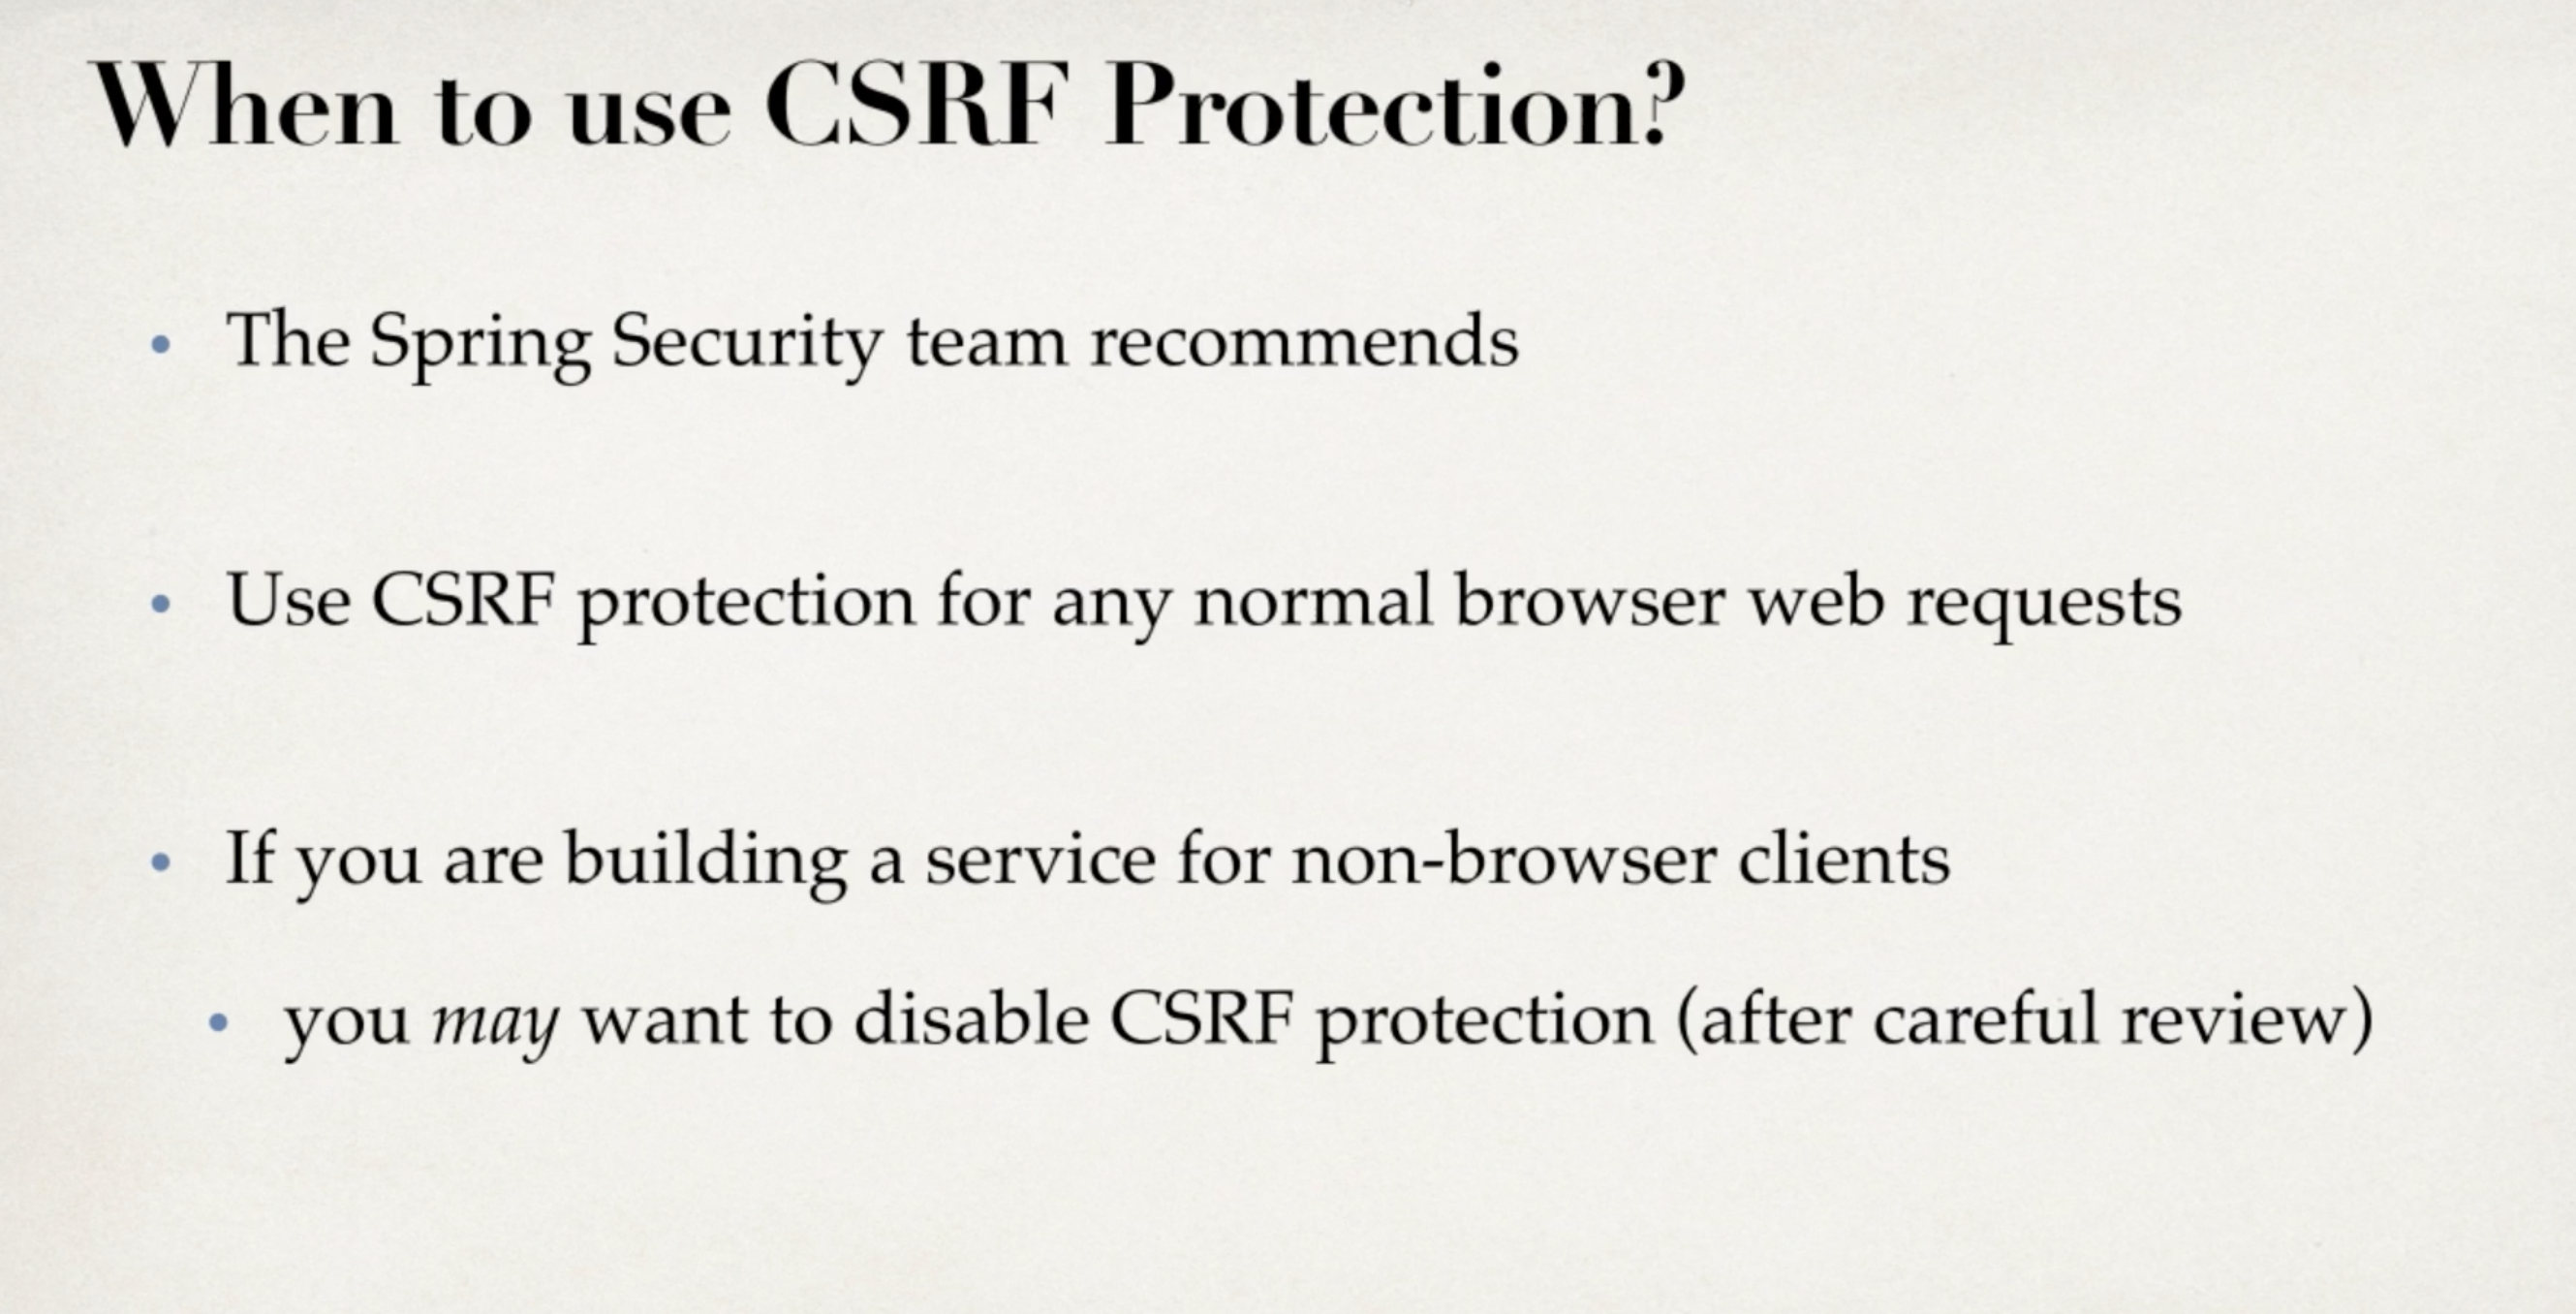 When to use CSRF Protection?
• The Spring Security team recommends
• Use CSRF protection for any normal browser web requests
• If you are building a service for non-browser clients
• you may want to disable CSRF protection (after careful review)